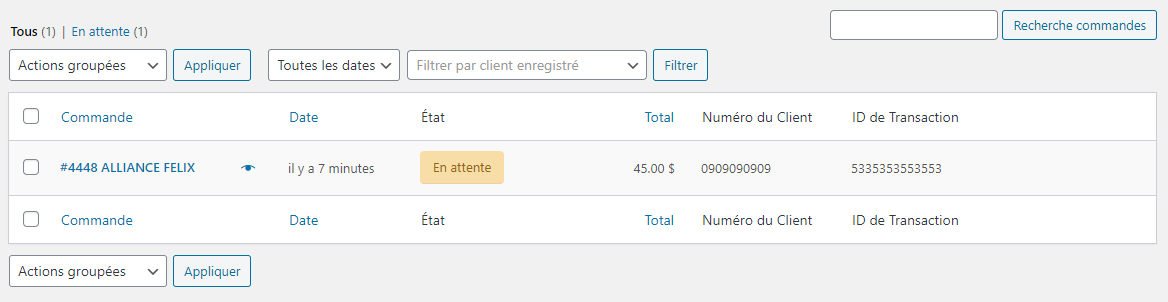 Tous (1) | En attente (1)
Recherche commandes
Actions groupées Appliquer Toutes les dates Filtrer par client enregistré Filtrer
Commande Date État Total Numéro du Client ID de Transaction
#4448 ALLIANCE FELIX il y a 7 minutes En attente 45.00 $ 0909090909 5335353553553
Commande Date État Total Numéro du Client ID de Transaction
Actions groupées Appliquer